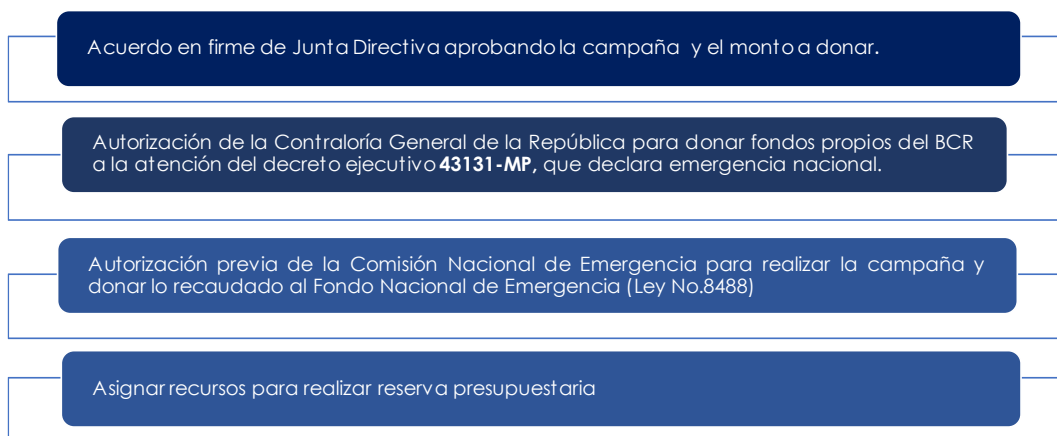 Acuerdo en firme de Junta Directiva aprobando la campaña y el monto a donar.
Autorización de la Contraloría General de la República para donar fondos propios del BCR
a la atención del decreto ejecutivo 43131-MP, que declara emergencia nacional.
Autorización previa de la Comisión Nacional de Emergencia para realizar la campaña y
donar lo recaudado al Fondo Nacional de Emergencia (Ley No.8488)
Asignar recursos para realizar reserva presupuestaria